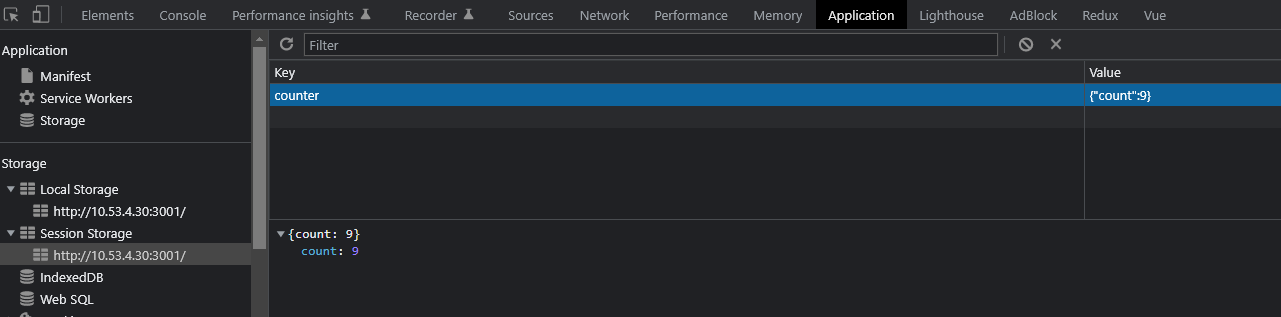 Elements Console Performance insights Recorder Sources Network Performance Memory Application Lighthouse AdBlock Redux Vue
Application
Manifest
Service Workers
Storage
Storage
Local Storage
http://10.53.4.30:3001/
Session Storage
http://10.53.4.30:3001/
IndexedDB
Web SQL
Filter
Key Value
counter {"count":9}
{count: 9}
count: 9